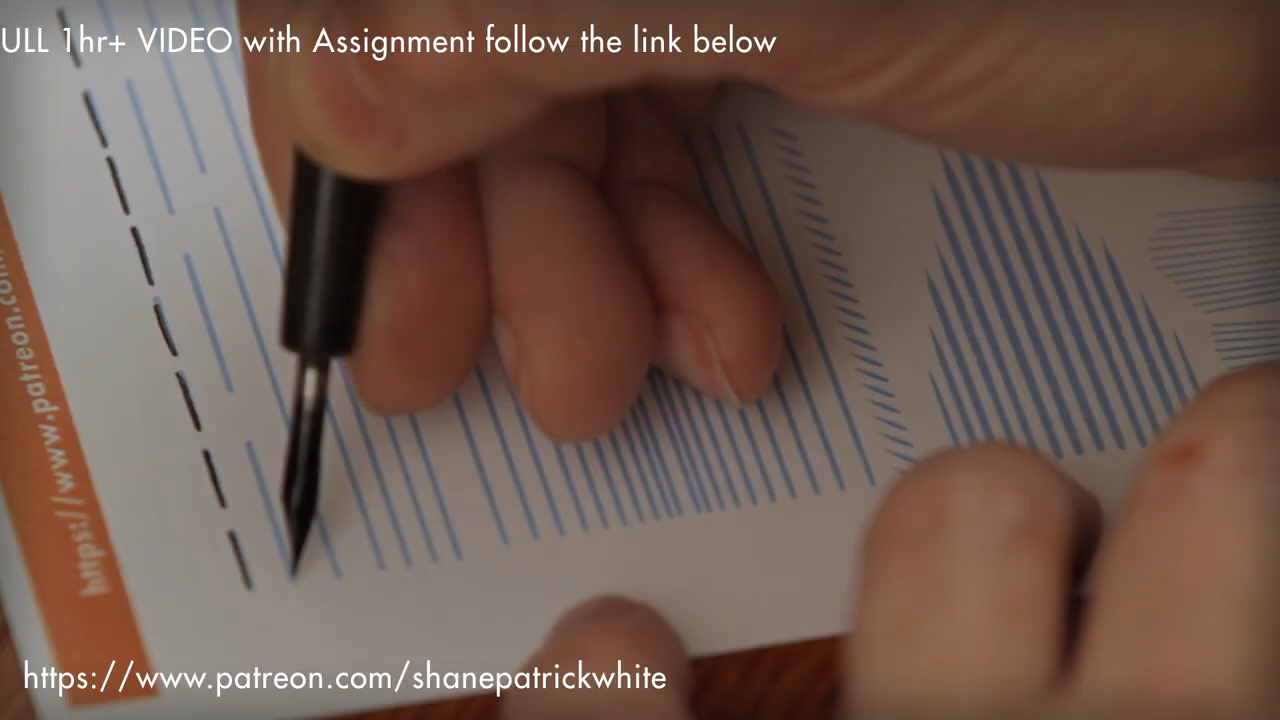 ULL 1hr+ VIDEO with Assignment follow the link below
https://www.patreon.com
https://www.patreon.com/shanepatrickwhite